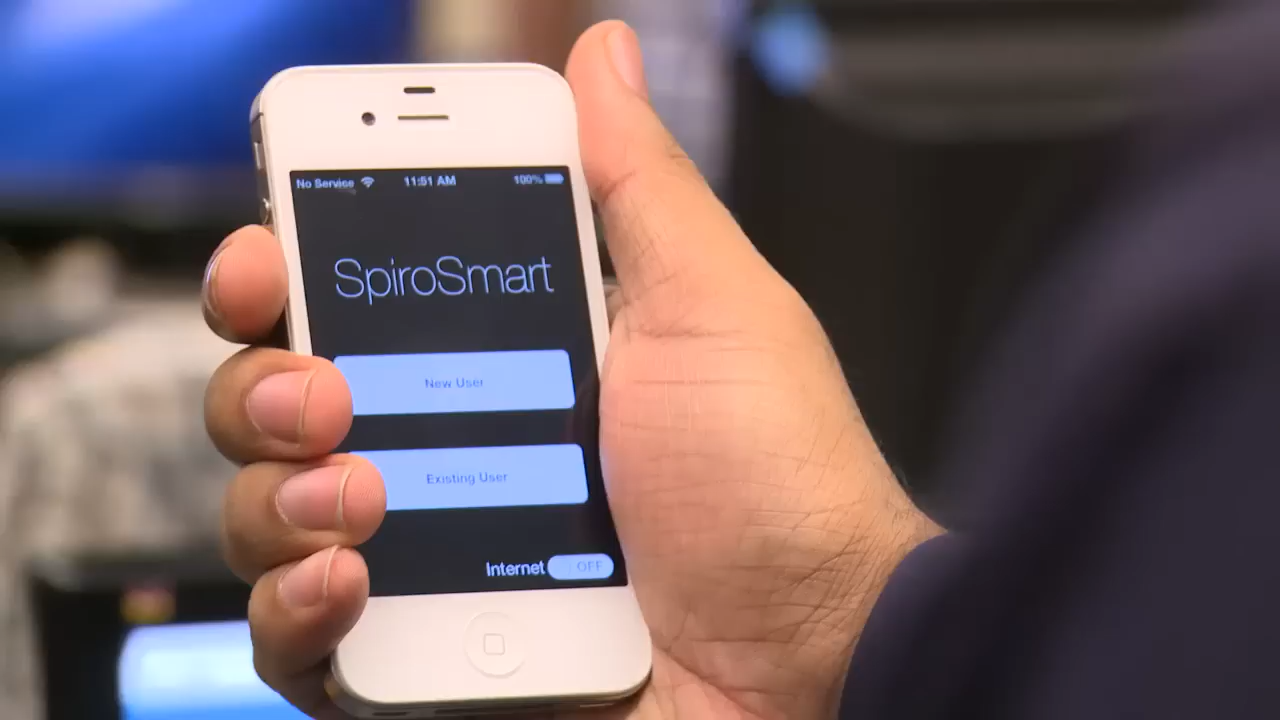 No Service 11:51 AM 100%
SpiroSmart
New User
Existing User
Internet OFF